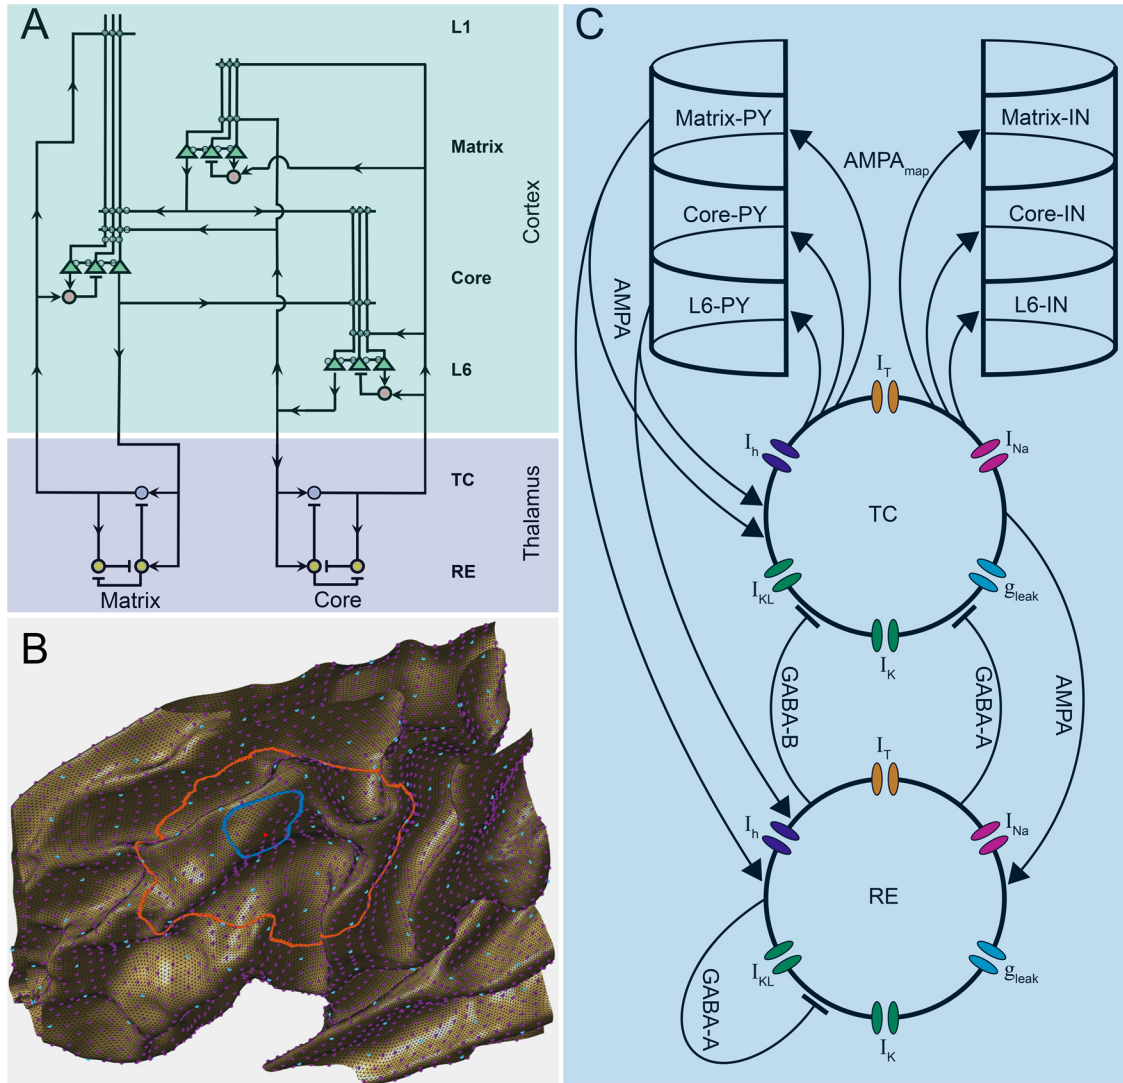 A
L1
Matrix
Cortex
Core
L6
TC
Thalamus
RE
Matrix
Core
B
C
Matrix-PY
Matrix-IN
AMPAmap
Core-PY
Core-IN
AMPA
L6-PY
L6-IN
IT
Ih
INa
TC
IKL
gleak
IK
GABA-B
GABA-A
AMPA
IT
Ih
INa
RE
IKL
gleak
GABA-A
IK